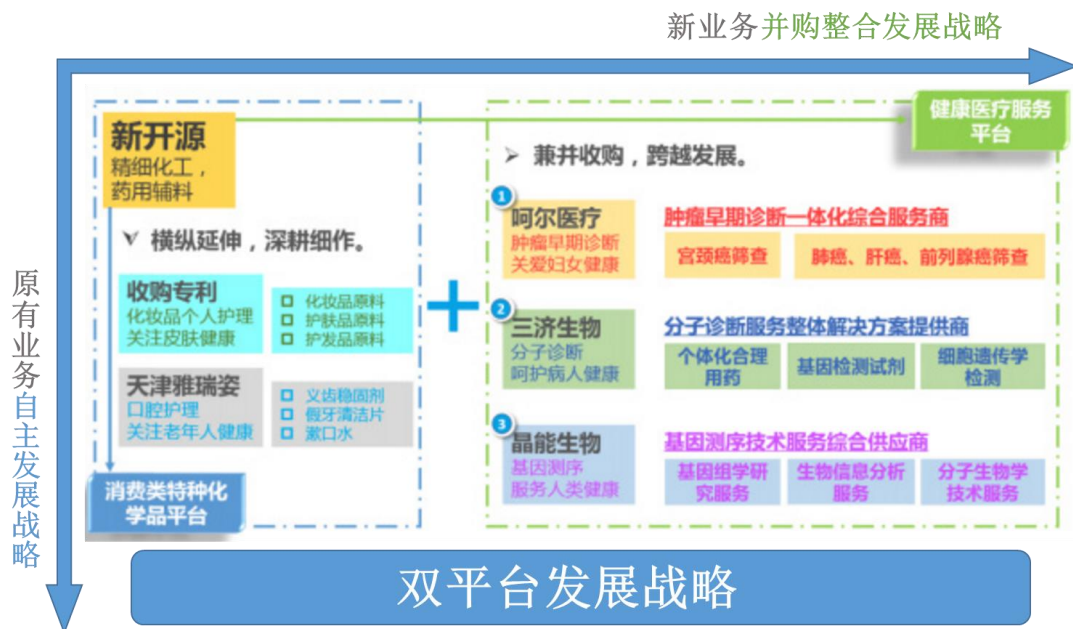 新业务并购整合发展战略
原有业务自主发展战略
新开源
精细化工，
药用辅料
横纵延伸，深耕细作。
收购专利
化妆品个人护理
关注皮肤健康
化妆品原料
护肤品原料
护发品原料
天津雅瑞姿
口腔护理
关注老年人健康
义齿稳固剂
假牙清洁片
漱口水
消费类特种化
学品平台
健康医疗服务
平台
兼并收购，跨越发展。
1
呵尔医疗
肿瘤早期诊断
关爱妇女健康
肿瘤早期诊断一体化综合服务商
宫颈癌筛查
肺癌、肝癌、前列腺癌筛查
2
三济生物
分子诊断
呵护病人健康
分子诊断服务整体解决方案提供商
个体化合理
用药
基因检测试剂
细胞遗传学
检测
3
晶能生物
基因测序
服务人类健康
基因测序技术服务综合供应商
基因组学研
究服务
生物信息分析
服务
分子生物学
技术服务
双平台发展战略